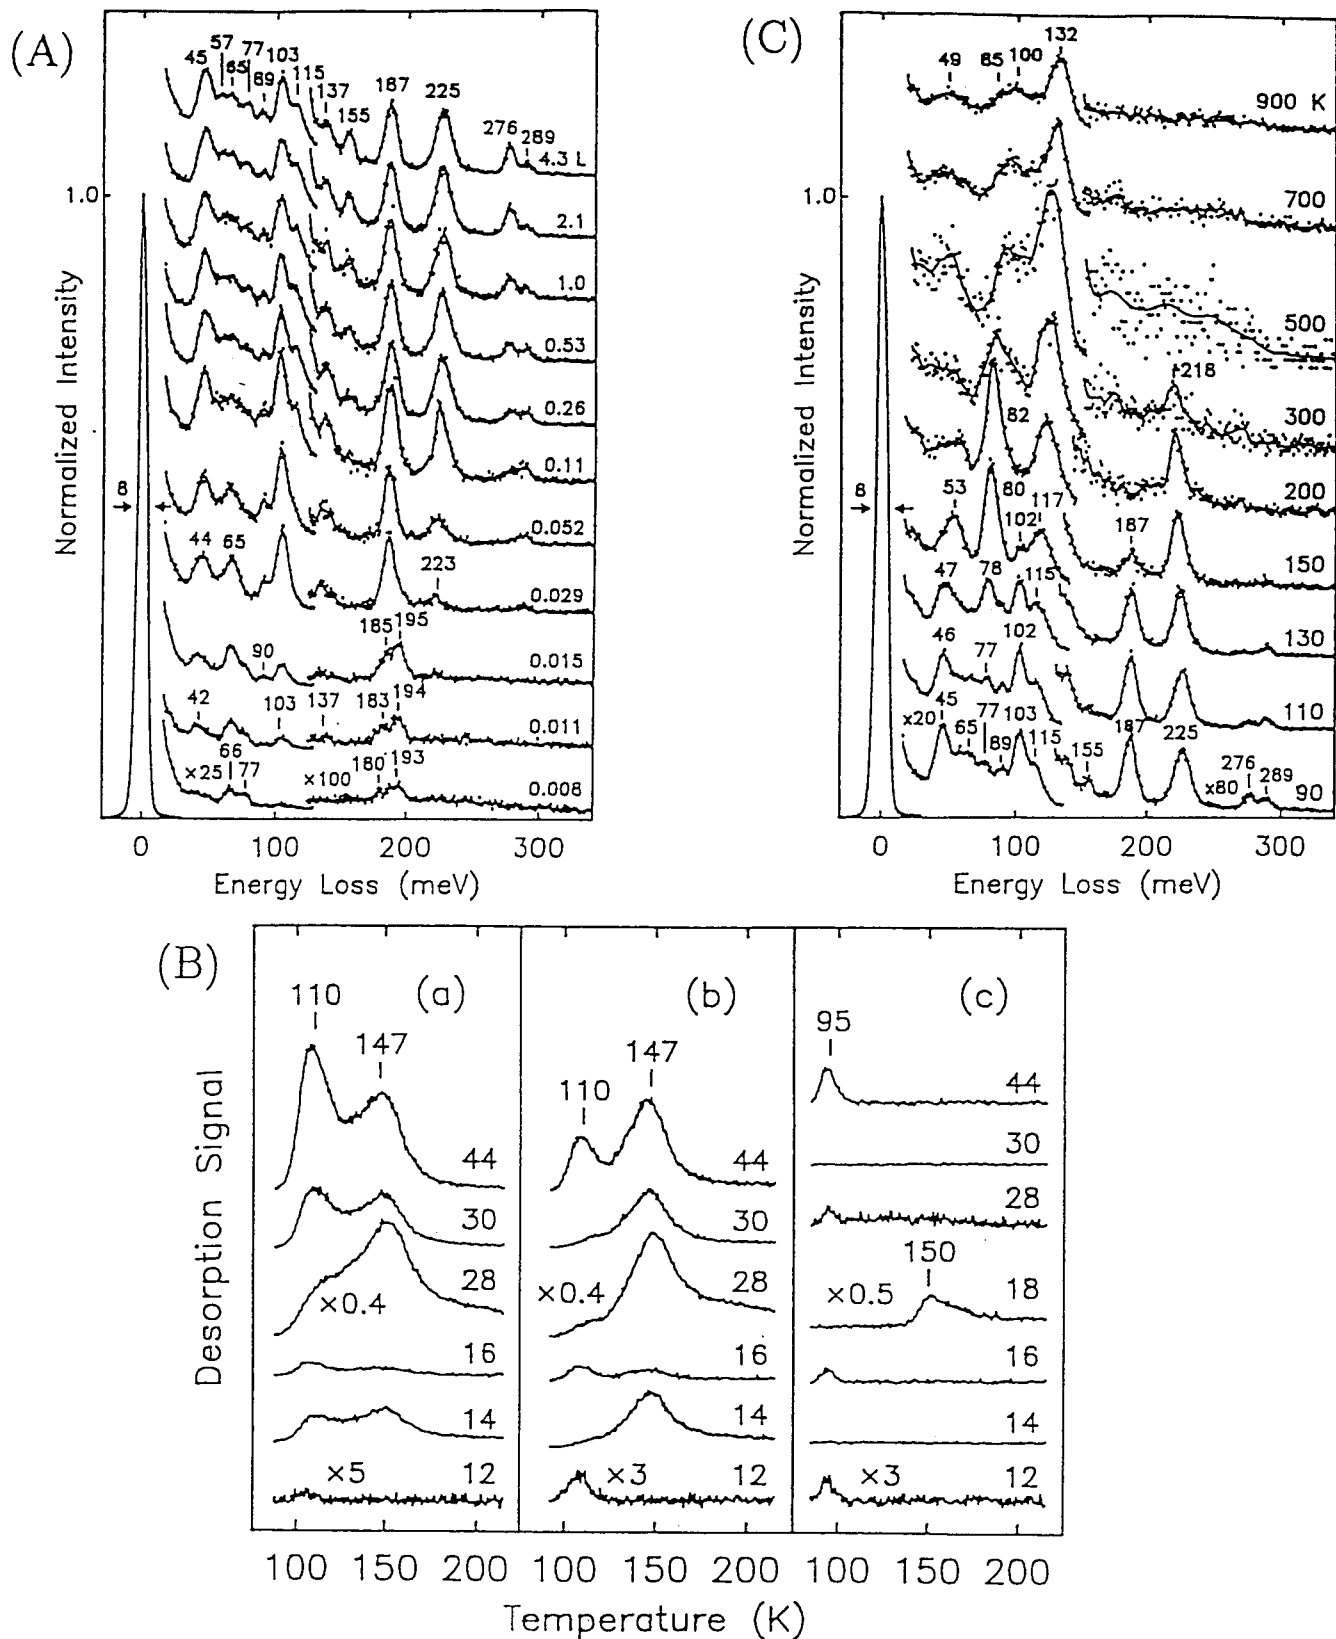 (A)
57 77 103
45 65 89 115 137 155 187 225 276 289
4.3 L
1.0
2.1
1.0
0.53
0.26
0.11
0.052
8
44 65 223
0.029
185 195
90
0.015
42 103 137 183 194
0.011
66
77
×25 ×100 180 193
0.008
0 100 200 300
Energy Loss (meV)
Normalized Intensity
(C)
49 85 100 132
900 K
1.0
700
500
218
300
82
200
8
53 80 102 117 187
150
47 78 115
130
46 77 102
110
×20 45 65 77 89 103 115 155 187 225 ×80 276 289
90
0 100 200 300
Energy Loss (meV)
Normalized Intensity
(B)
(a) (b) (c)
110 147
44
30
×0.4 28
16
14
×5 12
110 147
44
30
×0.4 28
16
14
×3 12
95
44
30
28
150
×0.5 18
16
14
×3 12
100 150 200 100 150 200 100 150 200
Temperature (K)
Desorption Signal